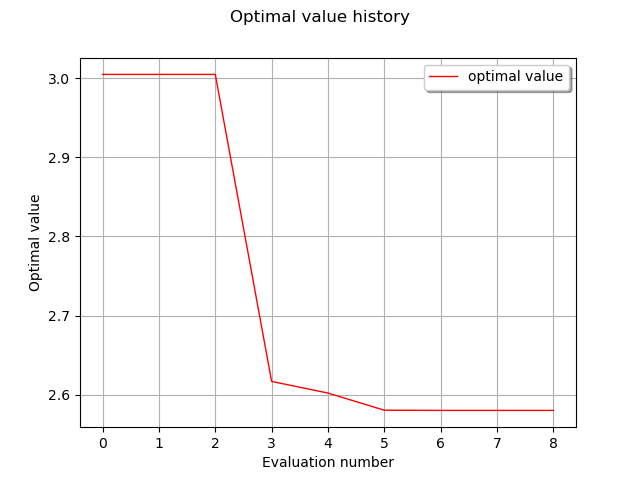 Optimal value history
optimal value
Optimal value
3.0
2.9
2.8
2.7
2.6
0 1 2 3 4 5 6 7 8
Evaluation number